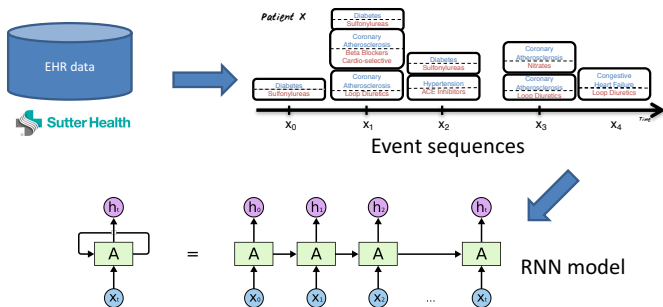 Patient X
EHR data
Sutter Health
Diabetes
Sulfonylureas
Diabetes
Sulfonylureas
Coronary
Atherosclerosis
Beta Blockers
Cardio-selective
Coronary
Atherosclerosis
Loop Diuretics
Diabetes
Sulfonylureas
Hypertension
ACE Inhibitors
Coronary
Atherosclerosis
Nitrates
Coronary
Atherosclerosis
Loop Diuretics
Congestive
Heart Failure
Loop Diuretics
x₀ x₁ x₂ x₃ x₄ Time
Event sequences
hₜ h₀ h₁ h₂ hₜ
A = A A A A
RNN model
Xₜ X₀ X₁ X₂ ... Xₜ